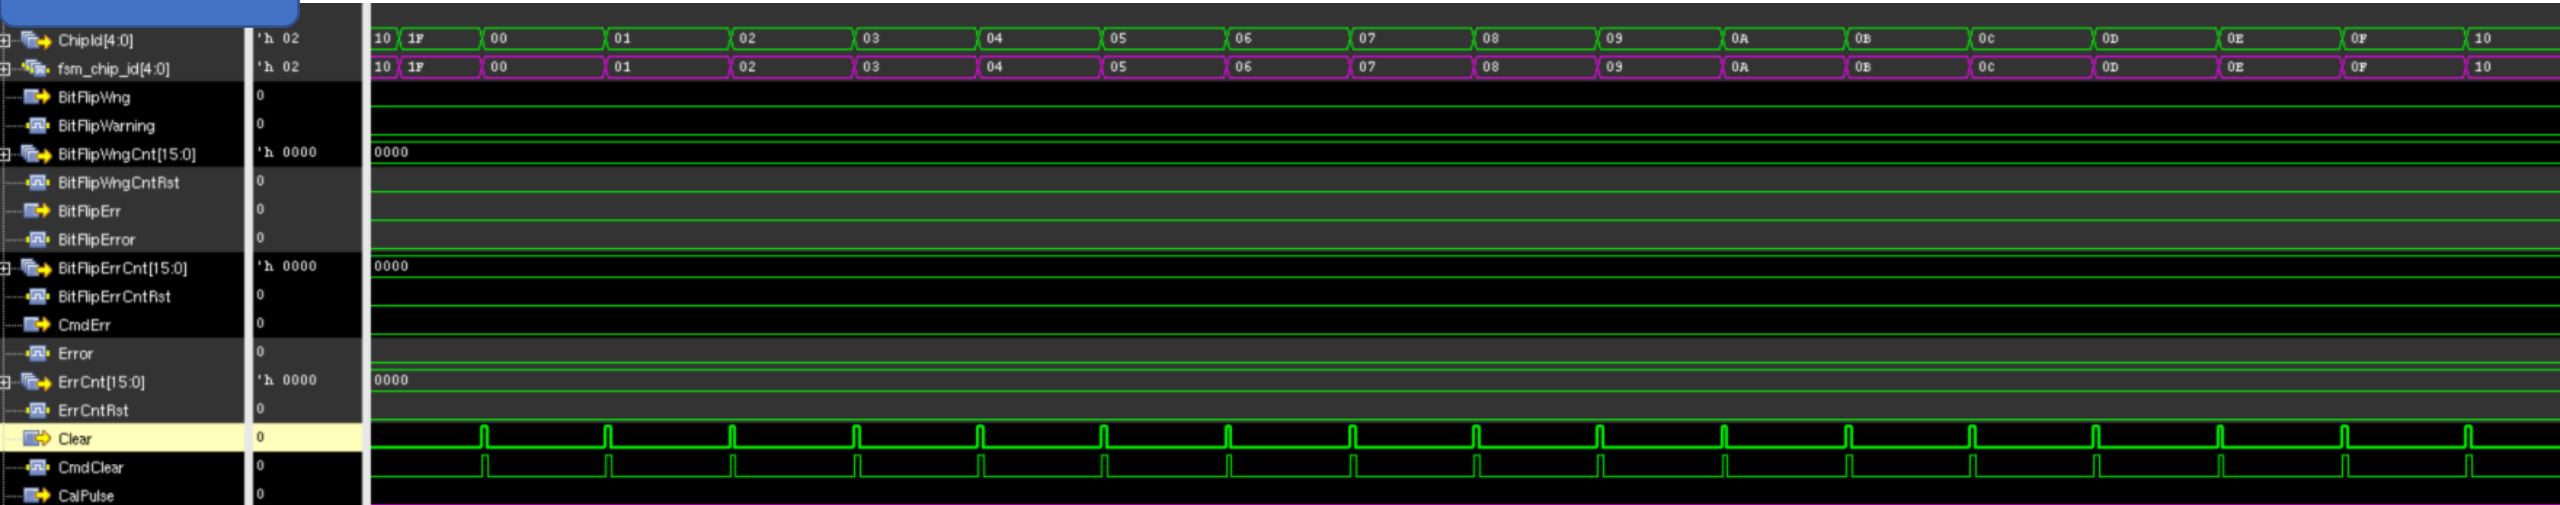 ChipId[4:0] 'h 02 10 1F 00 01 02 03 04 05 06 07 08 09 0A 0B 0C 0D 0E 0F 10
fsm_chip_id[4:0] 'h 02 10 1F 00 01 02 03 04 05 06 07 08 09 0A 0B 0C 0D 0E 0F 10
BitFlipWng 0
BitFlipWarning 0
BitFlipWngCnt[15:0] 'h 0000 0000
BitFlipWngCntRst 0
BitFlipErr 0
BitFlipError 0
BitFlipErrCnt[15:0] 'h 0000 0000
BitFlipErrCntRst 0
CmdErr 0
Error 0
ErrCnt[15:0] 'h 0000 0000
ErrCntRst 0
Clear 0
CmdClear 0
CalPulse 0